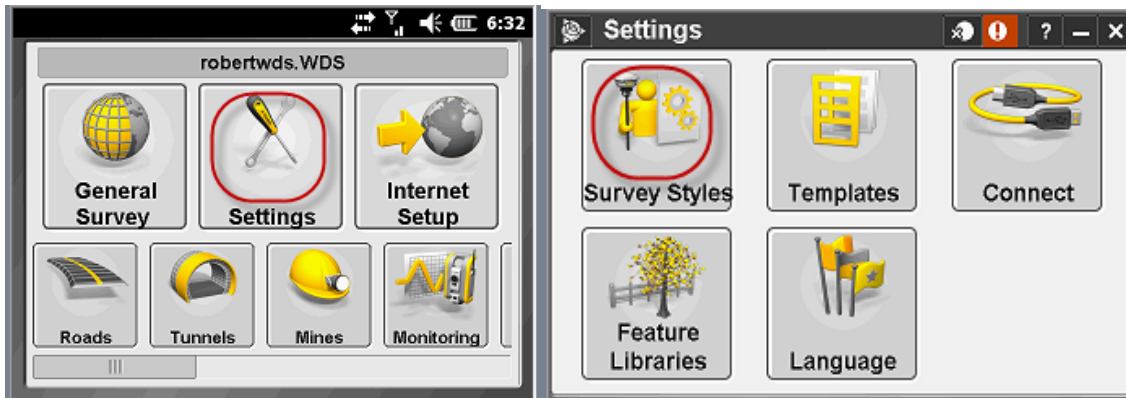 6:32
robertwds.WDS
General
Survey
Settings
Internet
Setup
Roads
Tunnels
Mines
Monitoring
Settings
?
Survey Styles
Templates
Connect
Feature
Libraries
Language